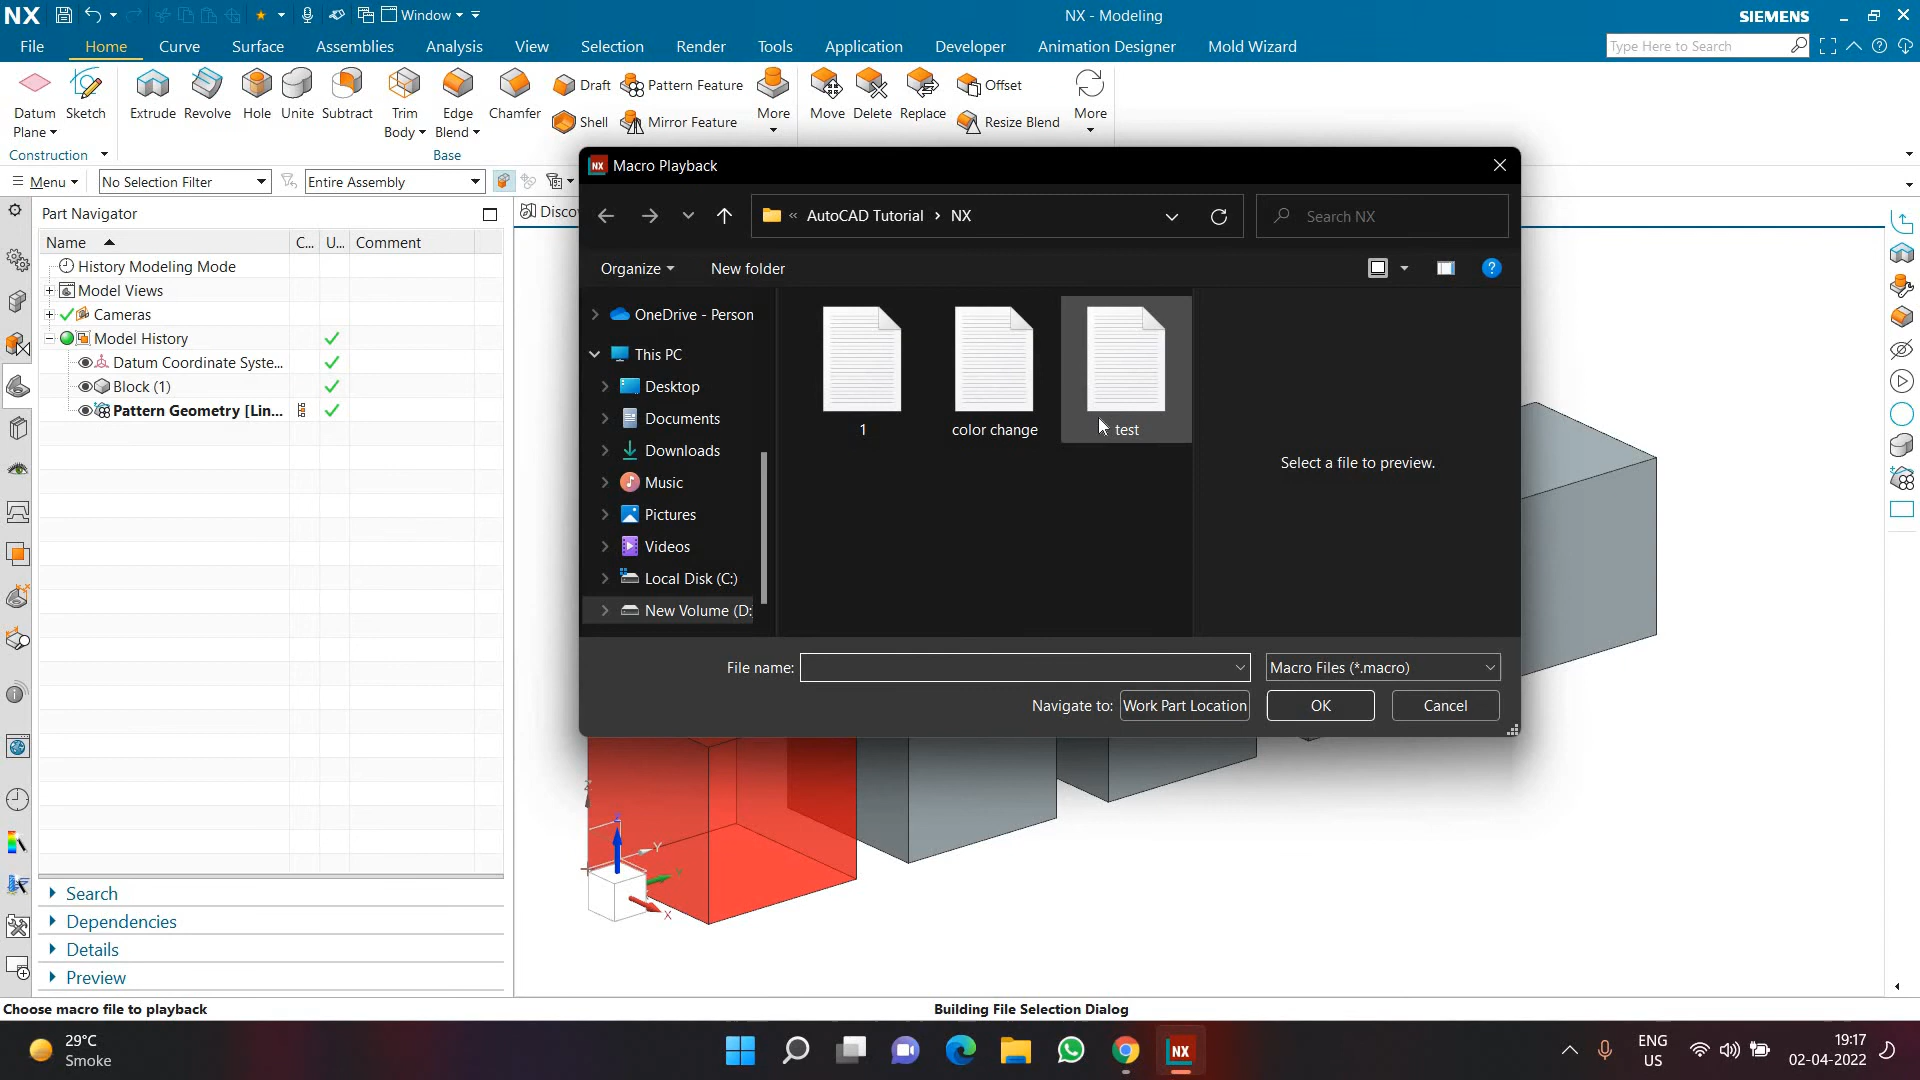 NX
Window
NX - Modeling
SIEMENS
File
Home
Curve
Surface
Assemblies
Analysis
View
Selection
Render
Tools
Application
Developer
Animation Designer
Mold Wizard
Type Here to Search
Datum Plane
Sketch
Extrude
Revolve
Hole
Unite
Subtract
Trim Body
Edge Blend
Chamfer
Draft
Shell
Pattern Feature
Mirror Feature
More
Move
Delete
Replace
Offset
Resize Blend
More
Construction
Base
Menu
No Selection Filter
Entire Assembly
Part Navigator
Disco
Name
C...
U...
Comment
History Modeling Mode
Model Views
Cameras
Model History
Datum Coordinate Syste...
Block (1)
Pattern Geometry [Lin...
Search
Dependencies
Details
Preview
NX Macro Playback
« AutoCAD Tutorial › NX
Search NX
Organize
New folder
OneDrive - Person
This PC
Desktop
Documents
Downloads
Music
Pictures
Videos
Local Disk (C:)
New Volume (D:
1
color change
test
Select a file to preview.
File name:
Macro Files (*.macro)
Navigate to:
Work Part Location
OK
Cancel
Z
Y
X
Choose macro file to playback
Building File Selection Dialog
29°C
Smoke
NX
ENG
US
19:17
02-04-2022